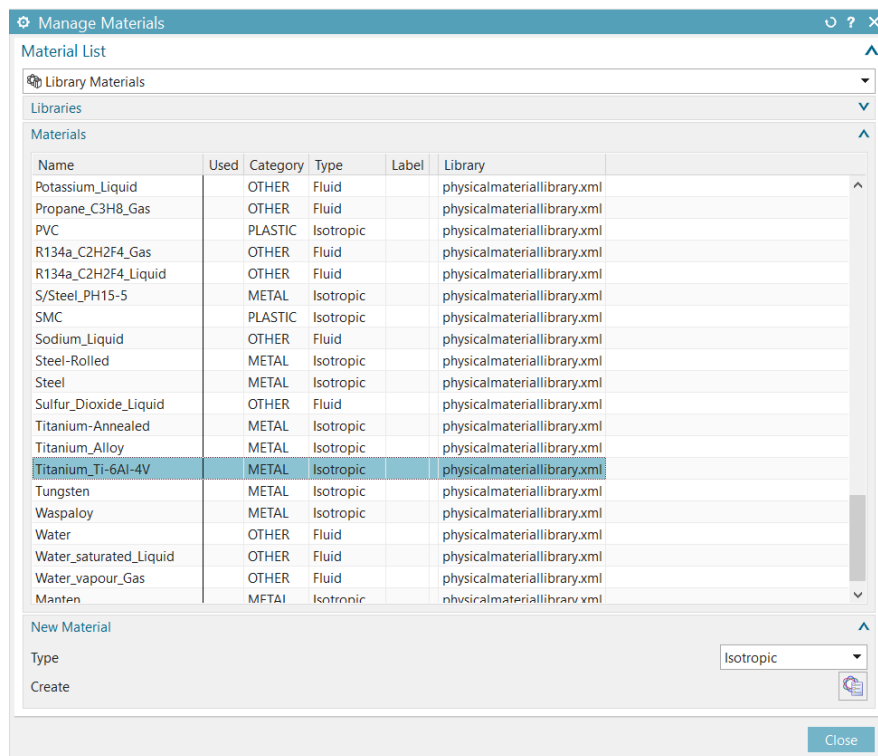 Manage Materials ?
Material List
Library Materials
Libraries
Materials
Name Used Category Type Label Library
Potassium_Liquid OTHER Fluid physicalmateriallibrary.xml
Propane_C3H8_Gas OTHER Fluid physicalmateriallibrary.xml
PVC PLASTIC Isotropic physicalmateriallibrary.xml
R134a_C2H2F4_Gas OTHER Fluid physicalmateriallibrary.xml
R134a_C2H2F4_Liquid OTHER Fluid physicalmateriallibrary.xml
S/Steel_PH15-5 METAL Isotropic physicalmateriallibrary.xml
SMC PLASTIC Isotropic physicalmateriallibrary.xml
Sodium_Liquid OTHER Fluid physicalmateriallibrary.xml
Steel-Rolled METAL Isotropic physicalmateriallibrary.xml
Steel METAL Isotropic physicalmateriallibrary.xml
Sulfur_Dioxide_Liquid OTHER Fluid physicalmateriallibrary.xml
Titanium-Annealed METAL Isotropic physicalmateriallibrary.xml
Titanium_Alloy METAL Isotropic physicalmateriallibrary.xml
Titanium_Ti-6Al-4V METAL Isotropic physicalmateriallibrary.xml
Tungsten METAL Isotropic physicalmateriallibrary.xml
Waspaloy METAL Isotropic physicalmateriallibrary.xml
Water OTHER Fluid physicalmateriallibrary.xml
Water_saturated_Liquid OTHER Fluid physicalmateriallibrary.xml
Water_vapour_Gas OTHER Fluid physicalmateriallibrary.xml
Manten METAL Isotropic physicalmateriallibrary.xml
New Material
Type Isotropic
Create
Close